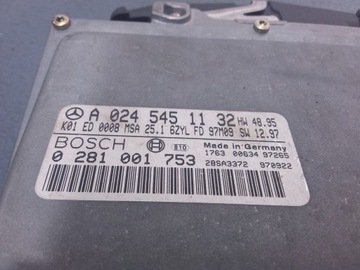 A 024 545 11 32 HW 48.95
K01 ED 0008 MSA 25.1 6ZYL FD 97M09 SW 12.97
BOSCH E10 Made in Germany
0 281 001 753 1763 00634 97265
28SA3372 970922